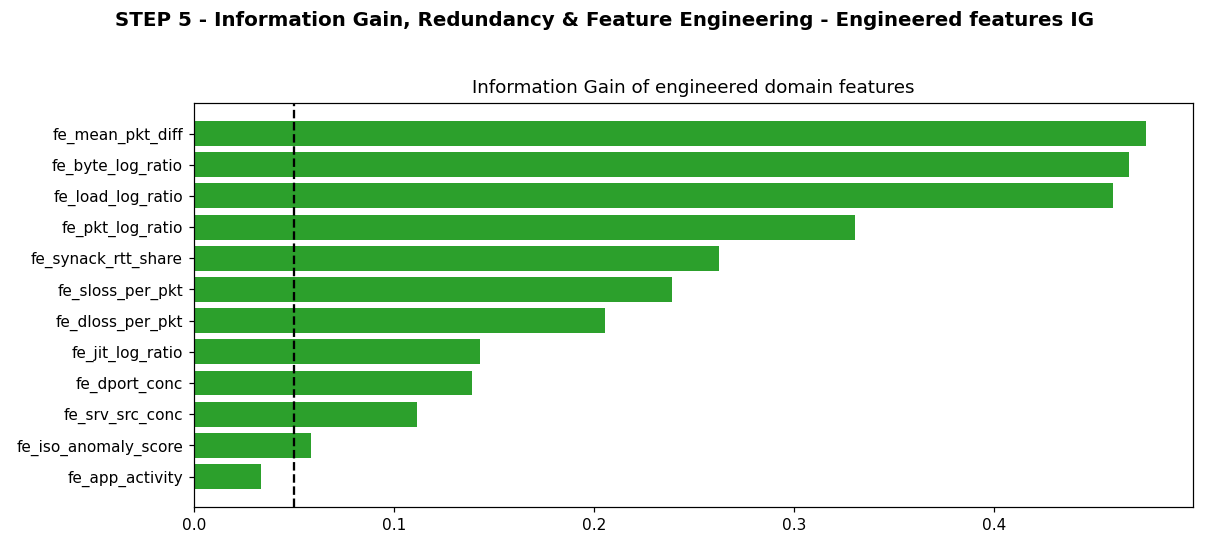 STEP 5 - Information Gain, Redundancy & Feature Engineering - Engineered features IG
Information Gain of engineered domain features
fe_mean_pkt_diff
fe_byte_log_ratio
fe_load_log_ratio
fe_pkt_log_ratio
fe_synack_rtt_share
fe_sloss_per_pkt
fe_dloss_per_pkt
fe_jit_log_ratio
fe_dport_conc
fe_srv_src_conc
fe_iso_anomaly_score
fe_app_activity
0.0 0.1 0.2 0.3 0.4